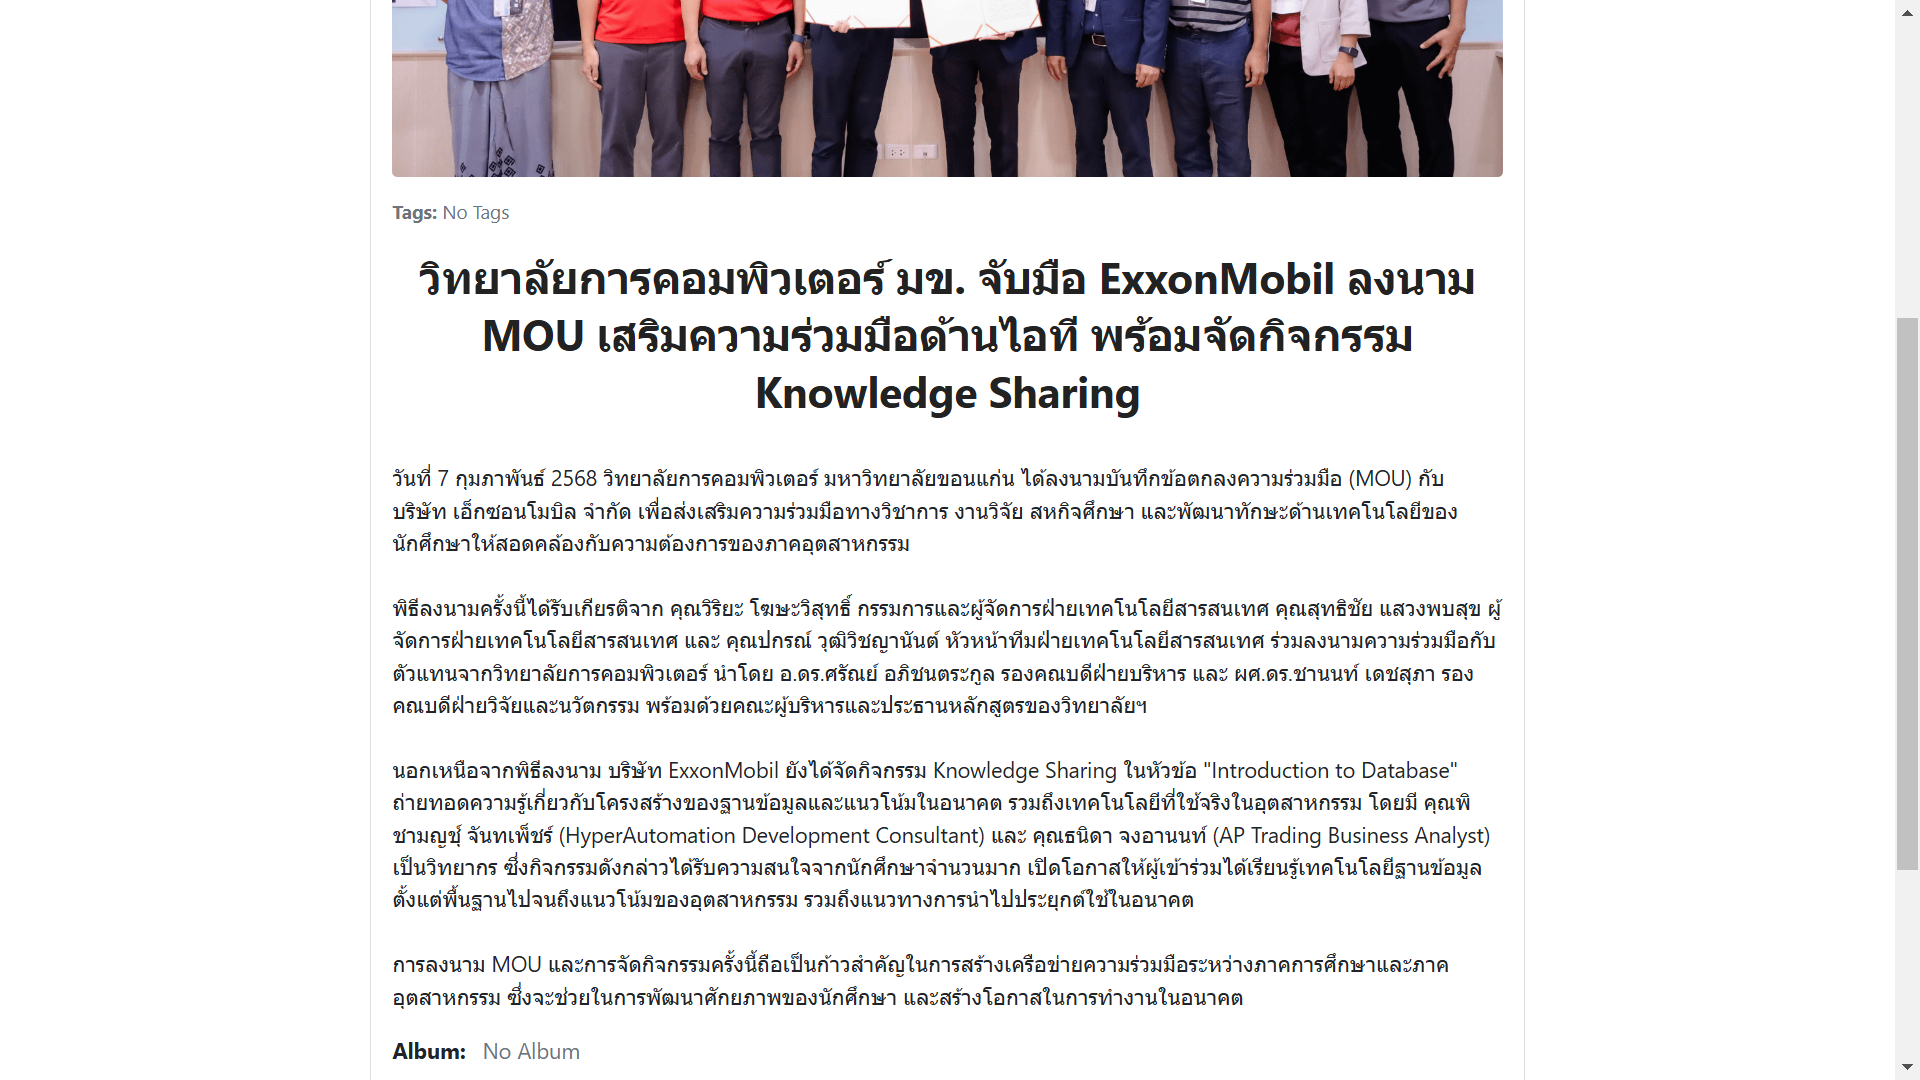 Tags: No Tags
วิทยาลัยการคอมพิวเตอร์ มข. จับมือ ExxonMobil ลงนาม
MOU เสริมความร่วมมือด้านไอที พร้อมจัดกิจกรรม
Knowledge Sharing
วันที่ 7 กุมภาพันธ์ 2568 วิทยาลัยการคอมพิวเตอร์ มหาวิทยาลัยขอนแก่น ได้ลงนามบันทึกข้อตกลงความร่วมมือ (MOU) กับ
บริษัท เอ็กซอนโมบิล จำกัด เพื่อส่งเสริมความร่วมมือทางวิชาการ งานวิจัย สหกิจศึกษา และพัฒนาทักษะด้านเทคโนโลยีของ
นักศึกษาให้สอดคล้องกับความต้องการของภาคอุตสาหกรรม
พิธีลงนามครั้งนี้ได้รับเกียรติจาก คุณวิริยะ โฆษะวิสุทธิ์ กรรมการและผู้จัดการฝ่ายเทคโนโลยีสารสนเทศ คุณสุทธิชัย แสวงพบสุข ผู้
จัดการฝ่ายเทคโนโลยีสารสนเทศ และ คุณปกรณ์ วุฒิวิชญานันต์ หัวหน้าทีมฝ่ายเทคโนโลยีสารสนเทศ ร่วมลงนามความร่วมมือกับ
ตัวแทนจากวิทยาลัยการคอมพิวเตอร์ นำโดย อ.ดร.ศรัณย์ อภิชนตระกูล รองคณบดีฝ่ายบริหาร และ ผศ.ดร.ชานนท์ เดชสุภา รอง
คณบดีฝ่ายวิจัยและนวัตกรรม พร้อมด้วยคณะผู้บริหารและประธานหลักสูตรของวิทยาลัยฯ
นอกเหนือจากพิธีลงนาม บริษัท ExxonMobil ยังได้จัดกิจกรรม Knowledge Sharing ในหัวข้อ "Introduction to Database"
ถ่ายทอดความรู้เกี่ยวกับโครงสร้างของฐานข้อมูลและแนวโน้มในอนาคต รวมถึงเทคโนโลยีที่ใช้จริงในอุตสาหกรรม โดยมี คุณพิ
ชามญชุ์ จันทเพ็ชร์ (HyperAutomation Development Consultant) และ คุณธนิดา จงอานนท์ (AP Trading Business Analyst)
เป็นวิทยากร ซึ่งกิจกรรมดังกล่าวได้รับความสนใจจากนักศึกษาจำนวนมาก เปิดโอกาสให้ผู้เข้าร่วมได้เรียนรู้เทคโนโลยีฐานข้อมูล
ตั้งแต่พื้นฐานไปจนถึงแนวโน้มของอุตสาหกรรม รวมถึงแนวทางการนำไปประยุกต์ใช้ในอนาคต
การลงนาม MOU และการจัดกิจกรรมครั้งนี้ถือเป็นก้าวสำคัญในการสร้างเครือข่ายความร่วมมือระหว่างภาคการศึกษาและภาค
อุตสาหกรรม ซึ่งจะช่วยในการพัฒนาศักยภาพของนักศึกษา และสร้างโอกาสในการทำงานในอนาคต
Album: No Album